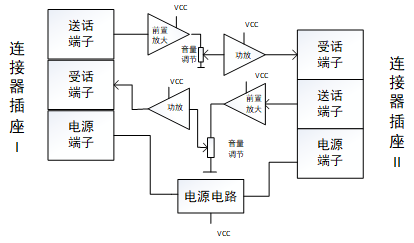 连接器插座 I
送话
端子
受话
端子
电源
端子
VCC
前置
放大
音量
调节
VCC
功放
VCC
功放
VCC
前置
放大
音量
调节
电源电路
VCC
受话
端子
送话
端子
电源
端子
连接器插座 II